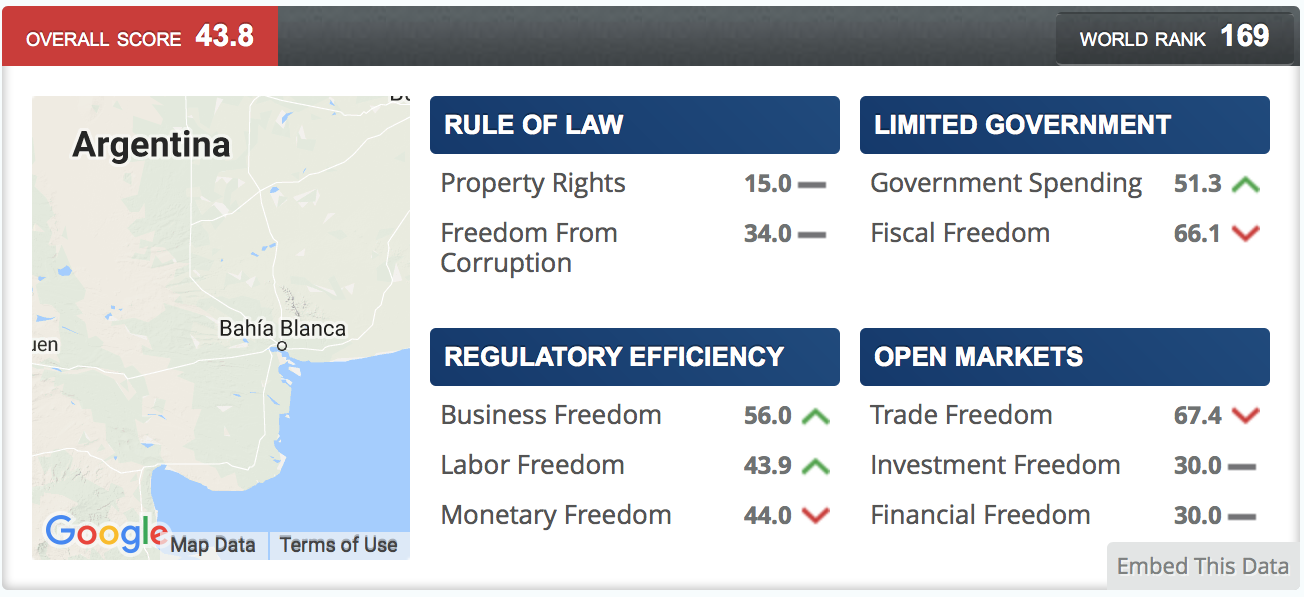 OVERALL SCORE 43.8
WORLD RANK 169
Argentina
Bahía Blanca
uen
Google
Map Data
Terms of Use
RULE OF LAW
Property Rights 15.0
Freedom From
Corruption 34.0
LIMITED GOVERNMENT
Government Spending 51.3
Fiscal Freedom 66.1
REGULATORY EFFICIENCY
Business Freedom 56.0
Labor Freedom 43.9
Monetary Freedom 44.0
OPEN MARKETS
Trade Freedom 67.4
Investment Freedom 30.0
Financial Freedom 30.0
Embed This Data